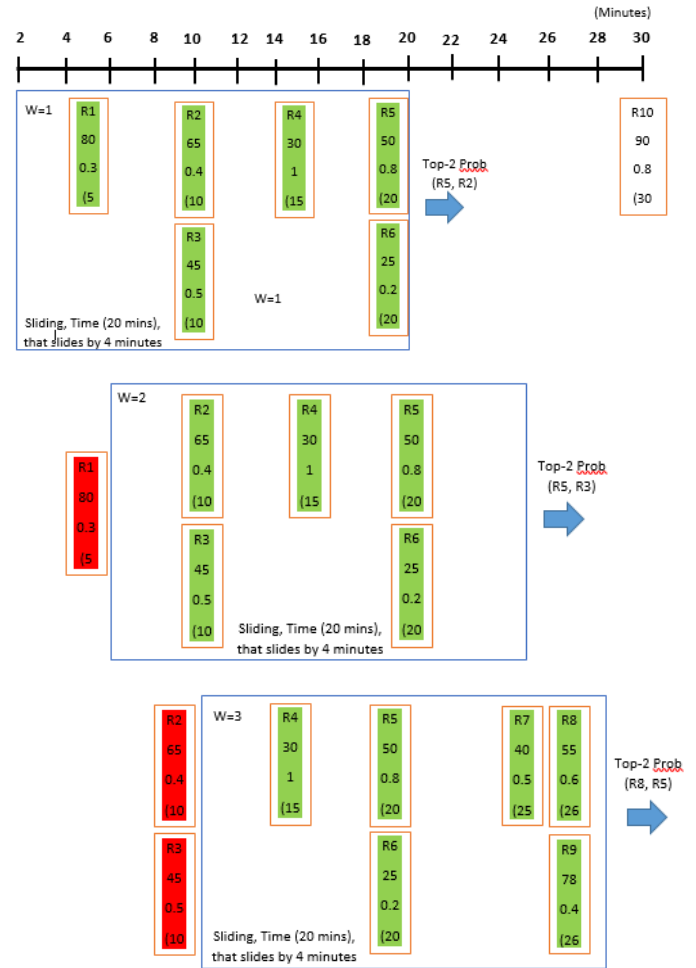 (Minutes)
2 4 6 8 10 12 14 16 18 20 22 24 26 28 30
W=1
R1
80
0.3
(5
R2
65
0.4
(10
R4
30
1
(15
R5
50
0.8
(20
Top-2 Prob
(R5, R2)
R10
90
0.8
(30
R3
45
0.5
(10
W=1
R6
25
0.2
(20
Sliding, Time (20 mins),
that slides by 4 minutes
W=2
R1
80
0.3
(5
R2
65
0.4
(10
R4
30
1
(15
R5
50
0.8
(20
Top-2 Prob
(R5, R3)
R3
45
0.5
(10
R6
25
0.2
(20
Sliding, Time (20 mins),
that slides by 4 minutes
R2
65
0.4
(10
W=3
R4
30
1
(15
R5
50
0.8
(20
R7
40
0.5
(25
R8
55
0.6
(26
Top-2 Prob
(R8, R5)
R3
45
0.5
(10
R6
25
0.2
(20
R9
78
0.4
(26
Sliding, Time (20 mins),
that slides by 4 minutes